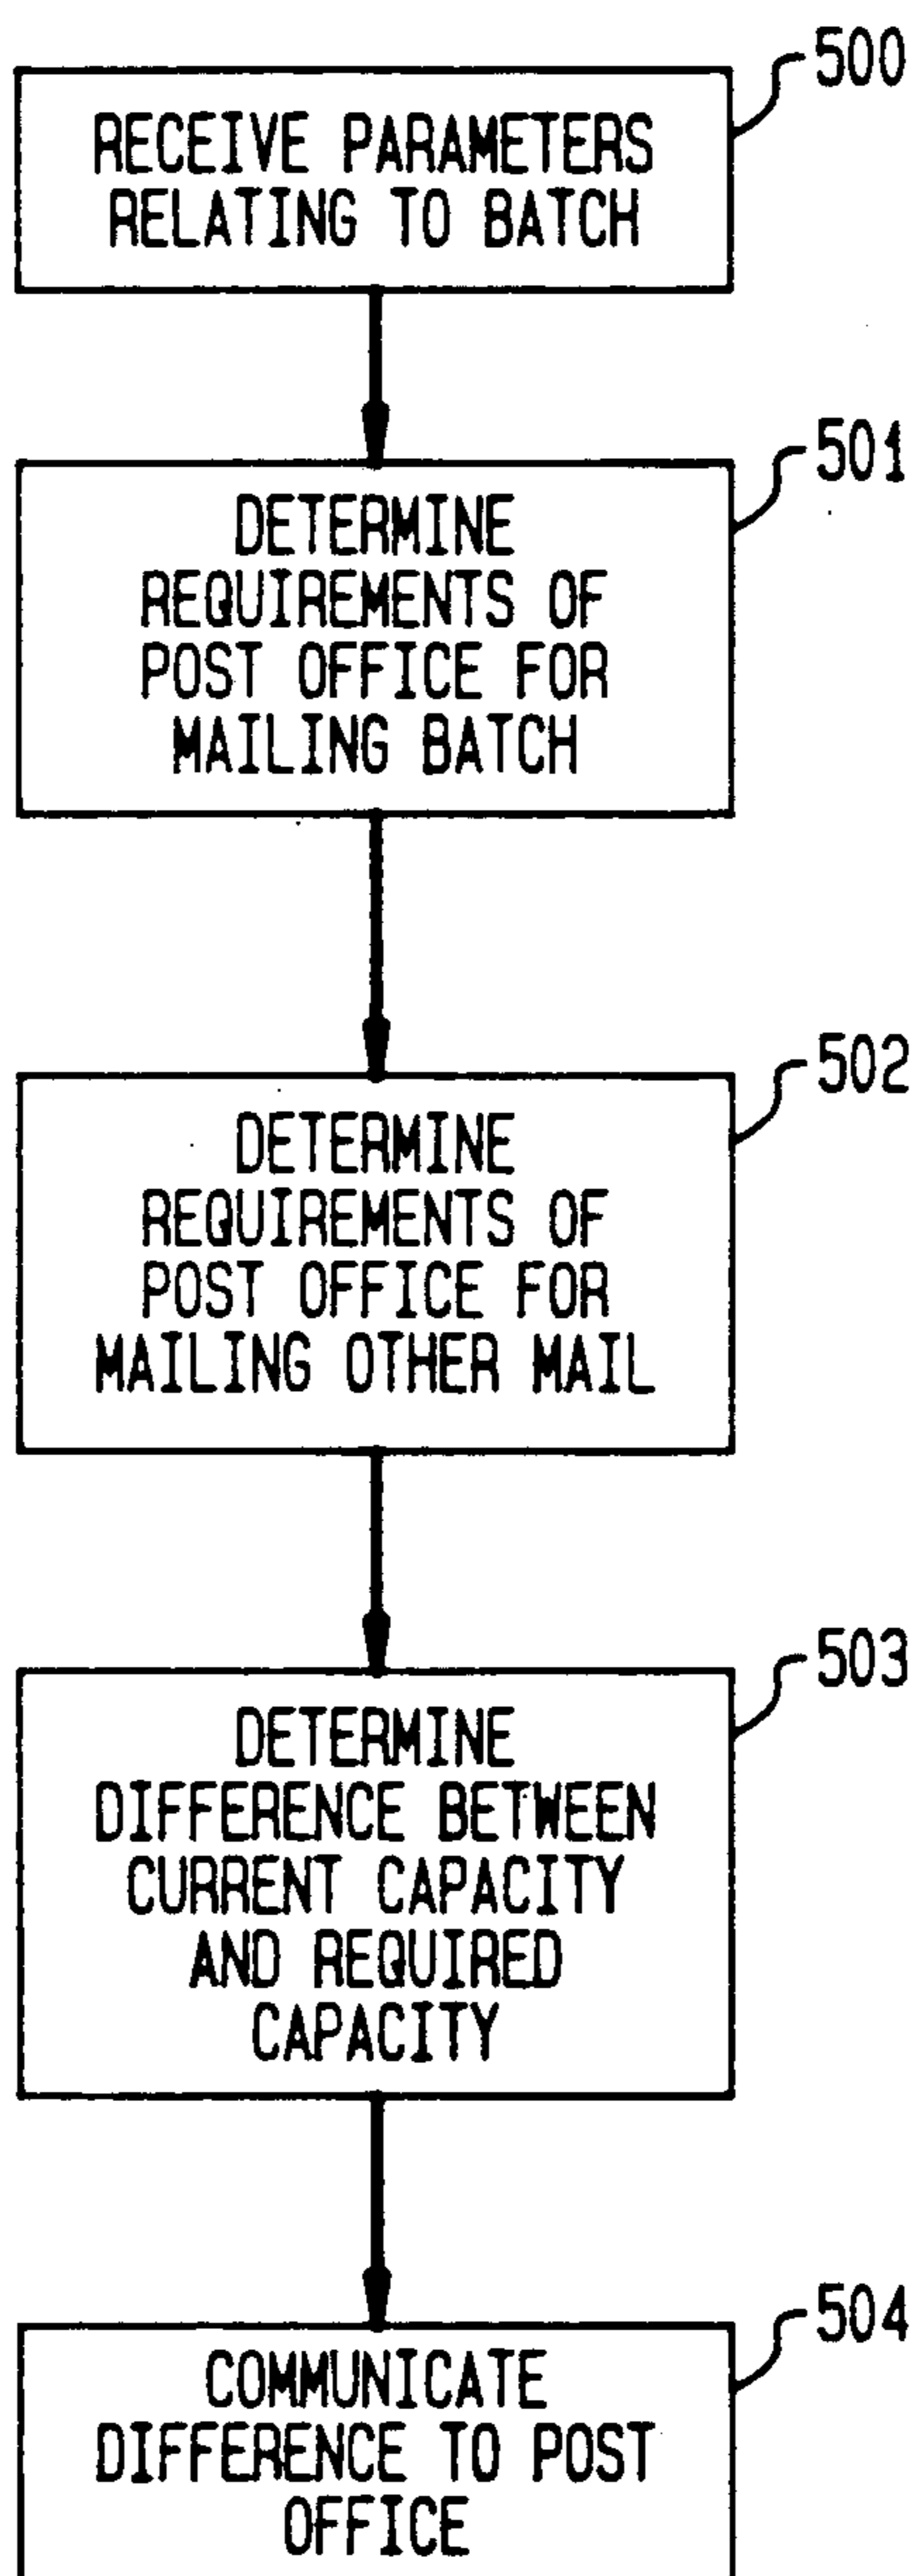 500
RECEIVE PARAMETERS
RELATING TO BATCH
501
DETERMINE
REQUIREMENTS OF
POST OFFICE FOR
MAILING BATCH
502
DETERMINE
REQUIREMENTS OF
POST OFFICE FOR
MAILING OTHER MAIL
503
DETERMINE
DIFFERENCE BETWEEN
CURRENT CAPACITY
AND REQUIRED
CAPACITY
504
COMMUNICATE
DIFFERENCE TO POST
OFFICE